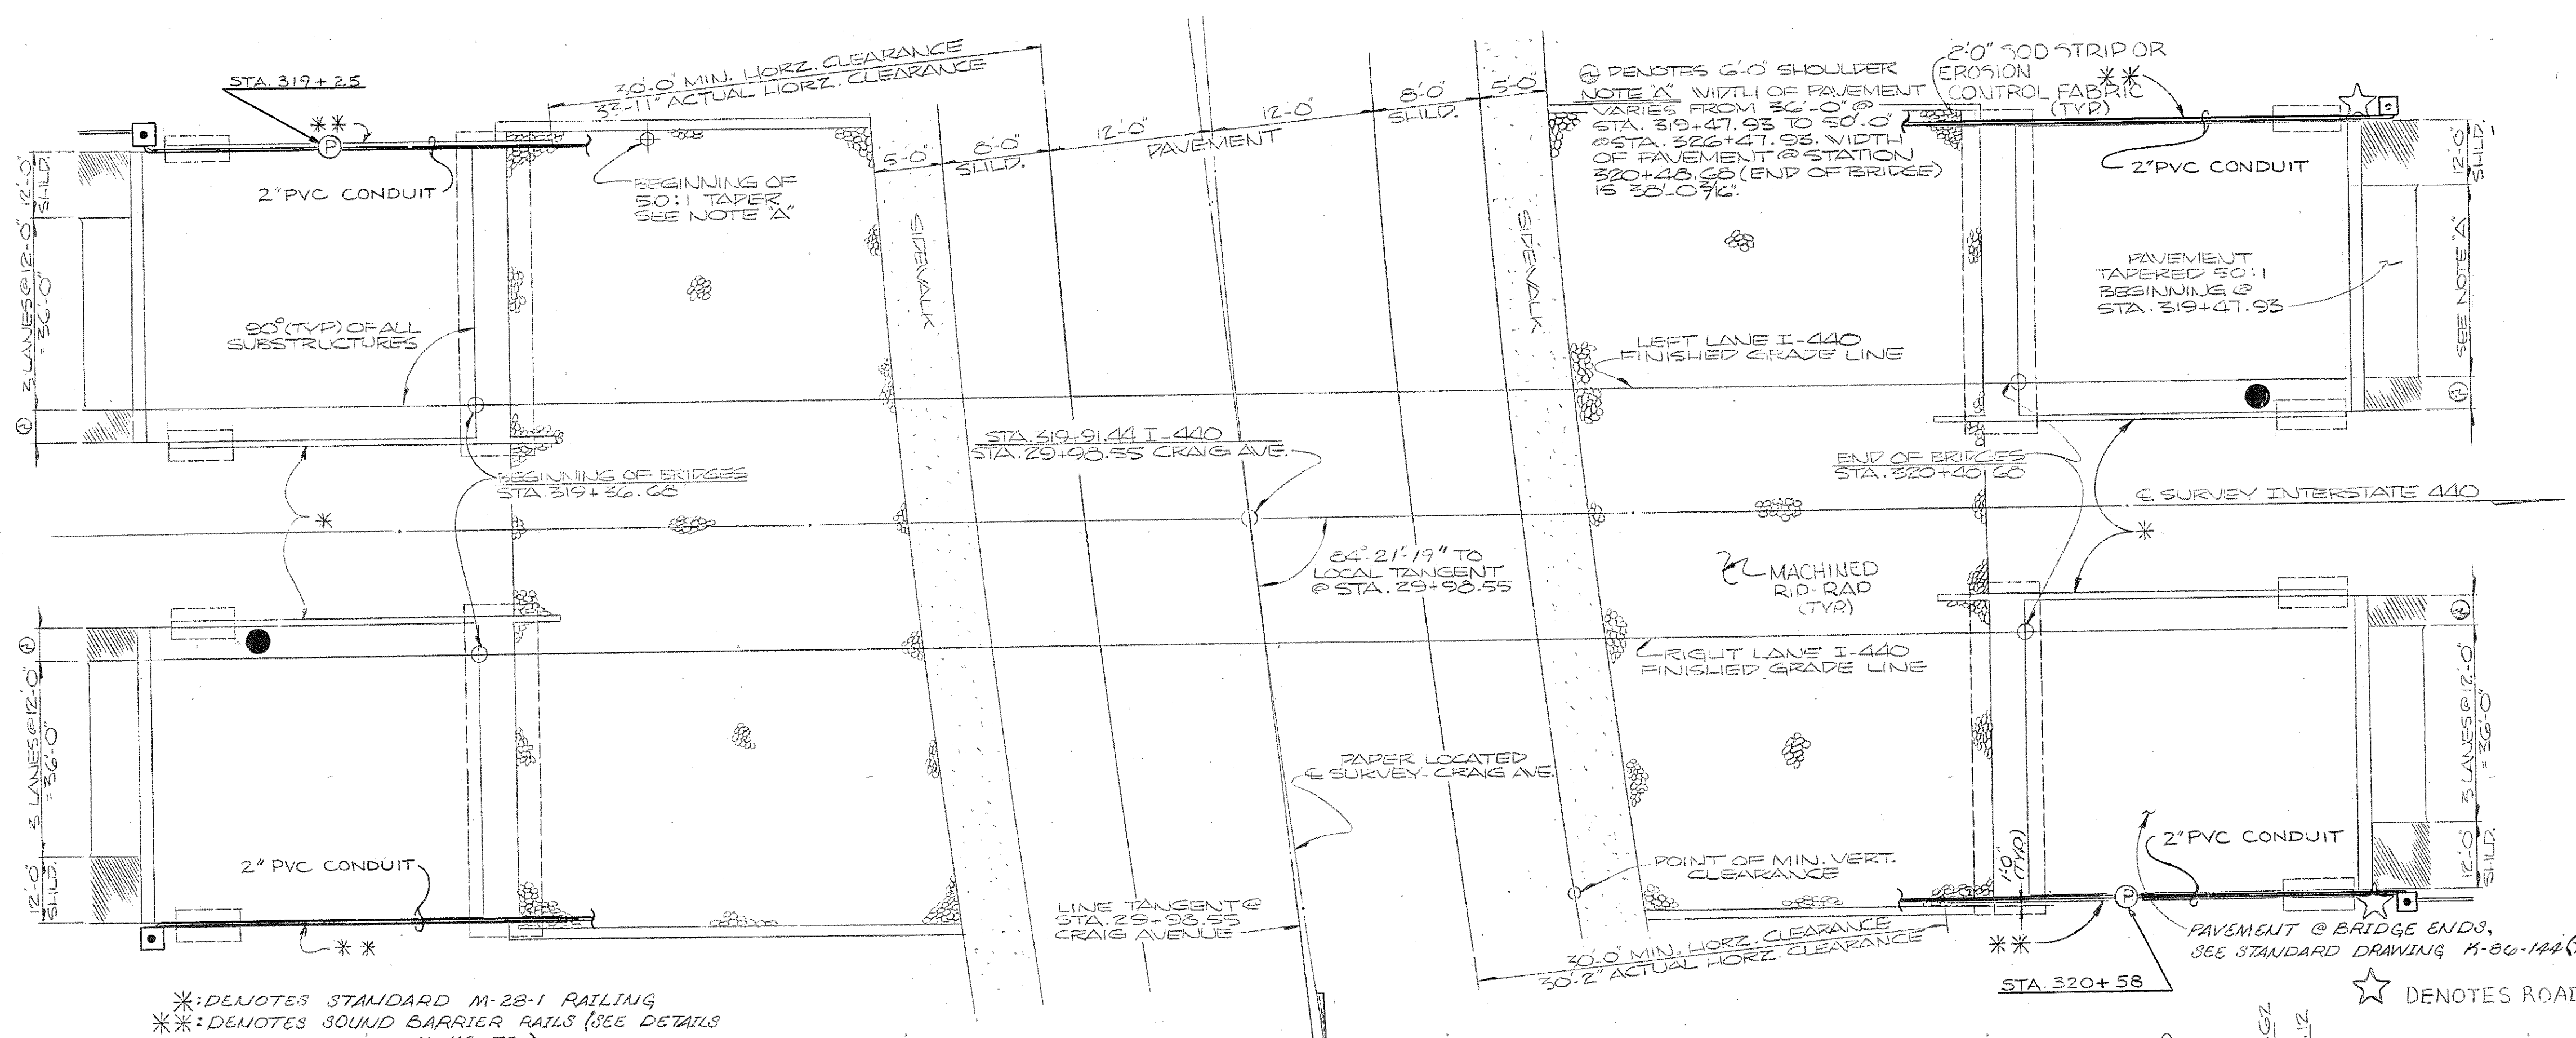 STA. 319+25
30'-0" MIN. HORZ. CLEARANCE
33'-11" ACTUAL HORZ. CLEARANCE
**
2" PVC CONDUIT
BEGINNING OF
50:1 TAPER
SEE NOTE "A"
5'-0"
8'-0"
SHLD.
12'-0"
PAVEMENT
12'-0"
8'-0"
SHLD.
5'-0"
DENOTES 6'-0" SHOULDER
NOTE "A" WIDTH OF PAVEMENT
VARIES FROM 36'-0" @
STA. 319+47.93 TO 50'-0"
@ STA. 326+47.93. WIDTH
OF PAVEMENT @ STATION
320+48.68 (END OF BRIDGE)
IS 38'-0 3/16".
2'-0" SOD STRIP OR
EROSION
CONTROL FABRIC
(TYP.)
**
2" PVC CONDUIT
12'-0"
SHLD.
3 LANES @ 12'-0"
= 36'-0"
12'-0"
SHLD.
SEE NOTE "A"
SIDEWALK
SIDEWALK
PAVEMENT
TAPERED 50:1
BEGINNING @
STA. 319+47.93
90° (TYP.) OF ALL
SUBSTRUCTURES
LEFT LANE I-440
FINISHED GRADE LINE
STA. 319+91.44 I-440
STA. 29+98.55 CRAIG AVE.
BEGINNING OF BRIDGES
STA. 319+36.68
END OF BRIDGES
STA. 320+40.68
℄ SURVEY INTERSTATE 440
*
*
84°-21'-19" TO
LOCAL TANGENT
@ STA. 29+98.55
MACHINED
RIP-RAP
(TYP.)
RIGHT LANE I-440
FINISHED GRADE LINE
3 LANES @ 12'-0"
= 36'-0"
12'-0"
SHLD.
3 LANES @ 12'-0"
= 36'-0"
12'-0"
SHLD.
PAPER LOCATED
℄ SURVEY - CRAIG AVE.
2" PVC CONDUIT
POINT OF MIN. VERT.
CLEARANCE
1'-0"
(TYP.)
2" PVC CONDUIT
LINE TANGENT @
STA. 29+98.55
CRAIG AVENUE
30'-0" MIN. HORZ. CLEARANCE
30'-2" ACTUAL HORZ. CLEARANCE
**
**
PAVEMENT @ BRIDGE ENDS,
SEE STANDARD DRAWING K-86-144
STA. 320+58
*: DENOTES STANDARD M-28-1 RAILING
**: DENOTES SOUND BARRIER RAILS (SEE DETAILS
DENOTES ROAD
P
P